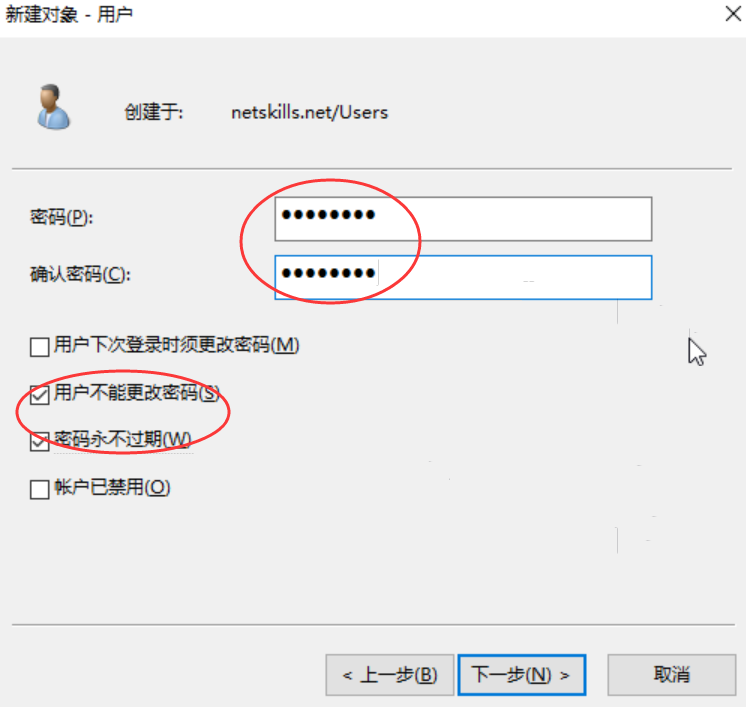 新建对象 - 用户
创建于: netskills.net/Users
密码(P): ●●●●●●●●
确认密码(C): ●●●●●●●●
用户下次登录时须更改密码(M)
用户不能更改密码(S)
密码永不过期(W)
帐户已禁用(O)
< 上一步(B) 下一步(N) > 取消